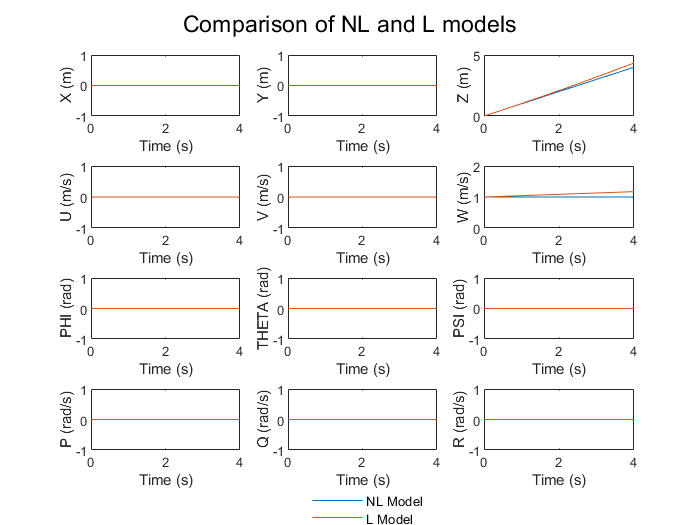 Comparison of NL and L models
X (m)
1
0
-1
0 2 4
Time (s)
Y (m)
1
0
-1
0 2 4
Time (s)
Z (m)
5
0
0 2 4
Time (s)
U (m/s)
1
0
-1
0 2 4
Time (s)
V (m/s)
1
0
-1
0 2 4
Time (s)
W (m/s)
2
1
0
0 2 4
Time (s)
PHI (rad)
1
0
-1
0 2 4
Time (s)
THETA (rad)
1
0
-1
0 2 4
Time (s)
PSI (rad)
1
0
-1
0 2 4
Time (s)
P (rad/s)
1
0
-1
0 2 4
Time (s)
Q (rad/s)
1
0
-1
0 2 4
Time (s)
R (rad/s)
1
0
-1
0 2 4
Time (s)
NL Model
L Model